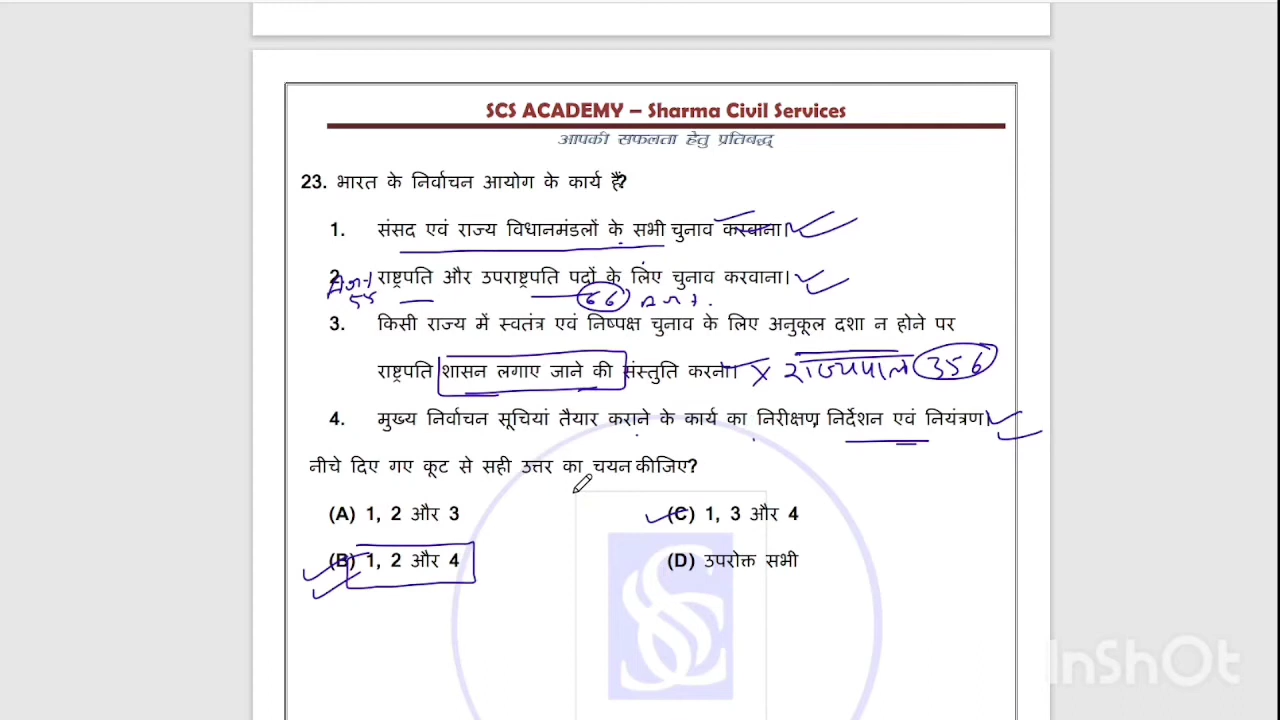 SCS ACADEMY – Sharma Civil Services
आपकी सफलता हेतु प्रतिबद्ध
23. भारत के निर्वाचन आयोग के कार्य हैं?
1. संसद एवं राज्य विधानमंडलों के सभी चुनाव करवाना।
2. राष्ट्रपति और उपराष्ट्रपति पदों के लिए चुनाव करवाना।
66 Art.
3. किसी राज्य में स्वतंत्र एवं निष्पक्ष चुनाव के लिए अनुकूल दशा न होने पर
राष्ट्रपति शासन लगाए जाने की संस्तुति करना। X राज्यपाल 356
4. मुख्य निर्वाचन सूचियां तैयार कराने के कार्य का निरीक्षण, निर्देशन एवं नियंत्रण।
नीचे दिए गए कूट से सही उत्तर का चयन कीजिए?
(A) 1, 2 और 3 (C) 1, 3 और 4
(B) 1, 2 और 4 (D) उपरोक्त सभी
InShOt